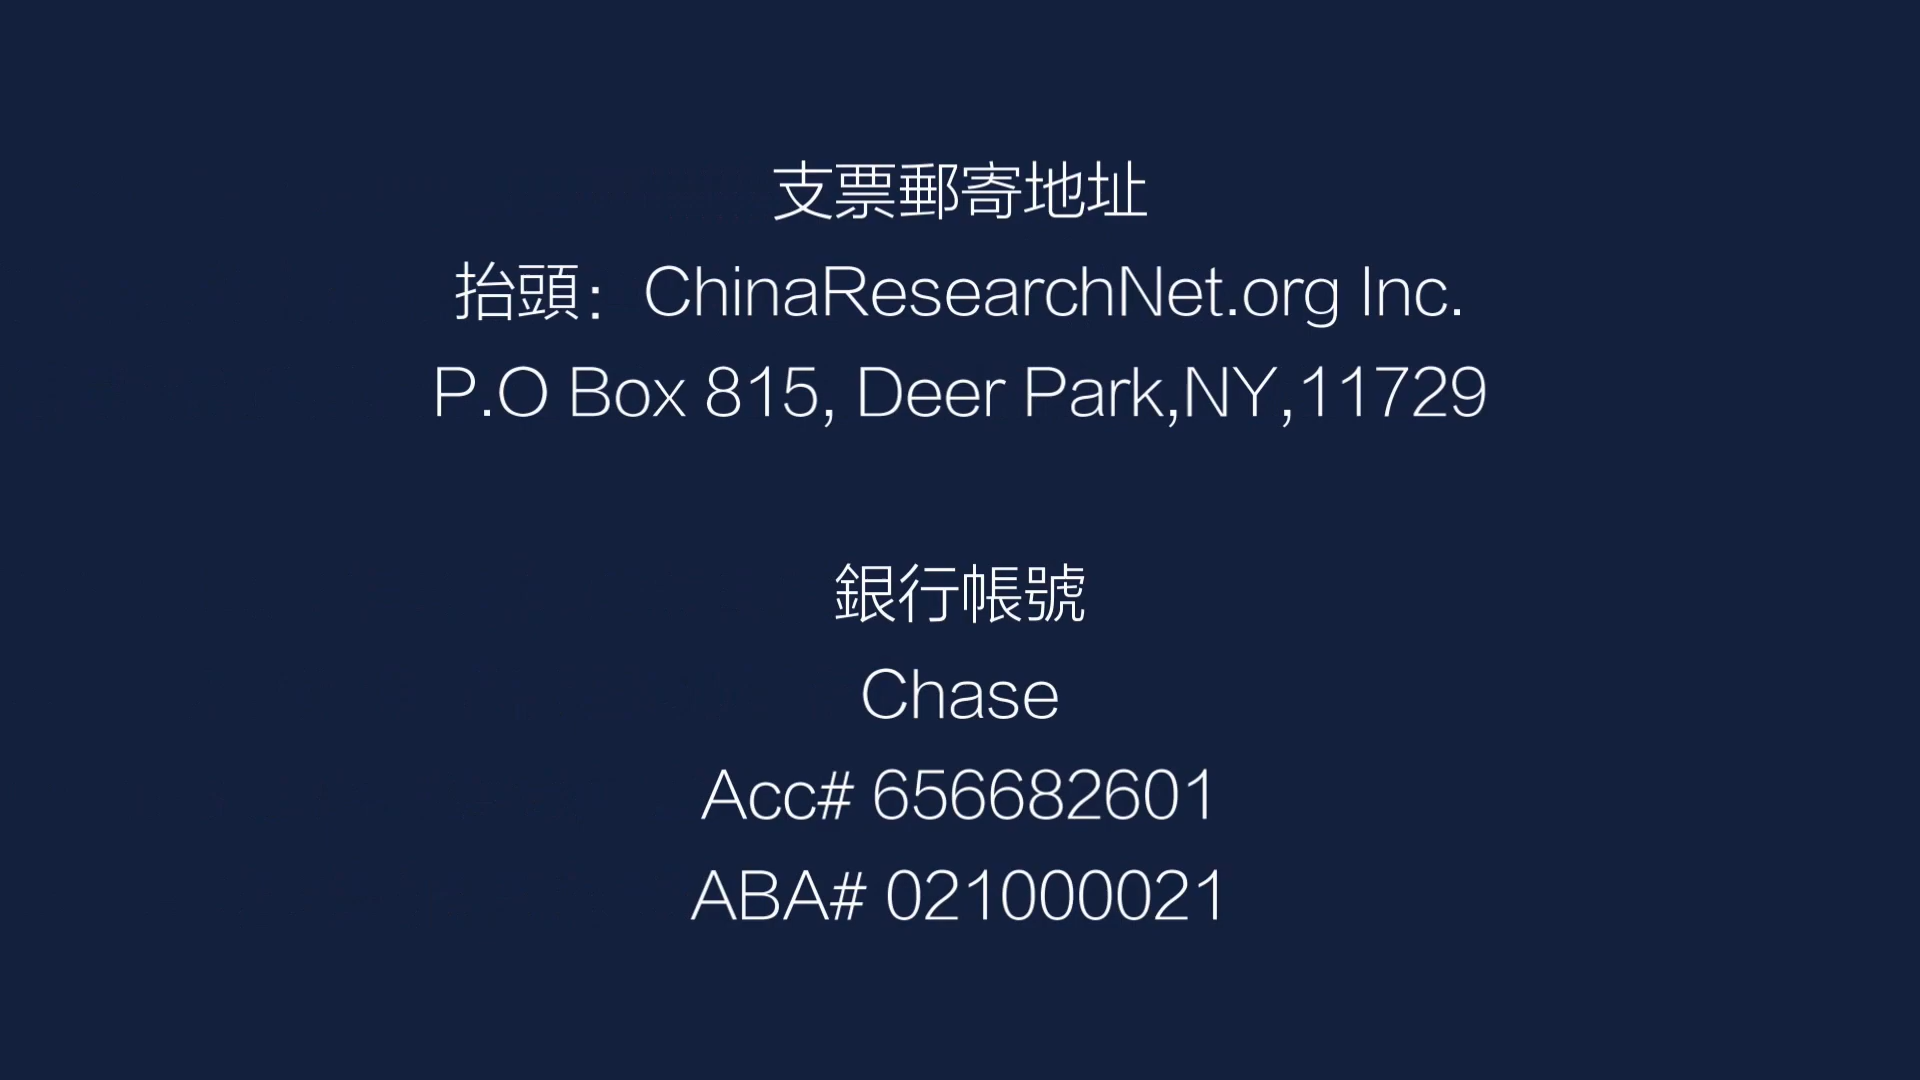 支票郵寄地址
抬頭：ChinaResearchNet.org Inc.
P.O Box 815, Deer Park,NY,11729
銀行帳號
Chase
Acc# 656682601
ABA# 021000021